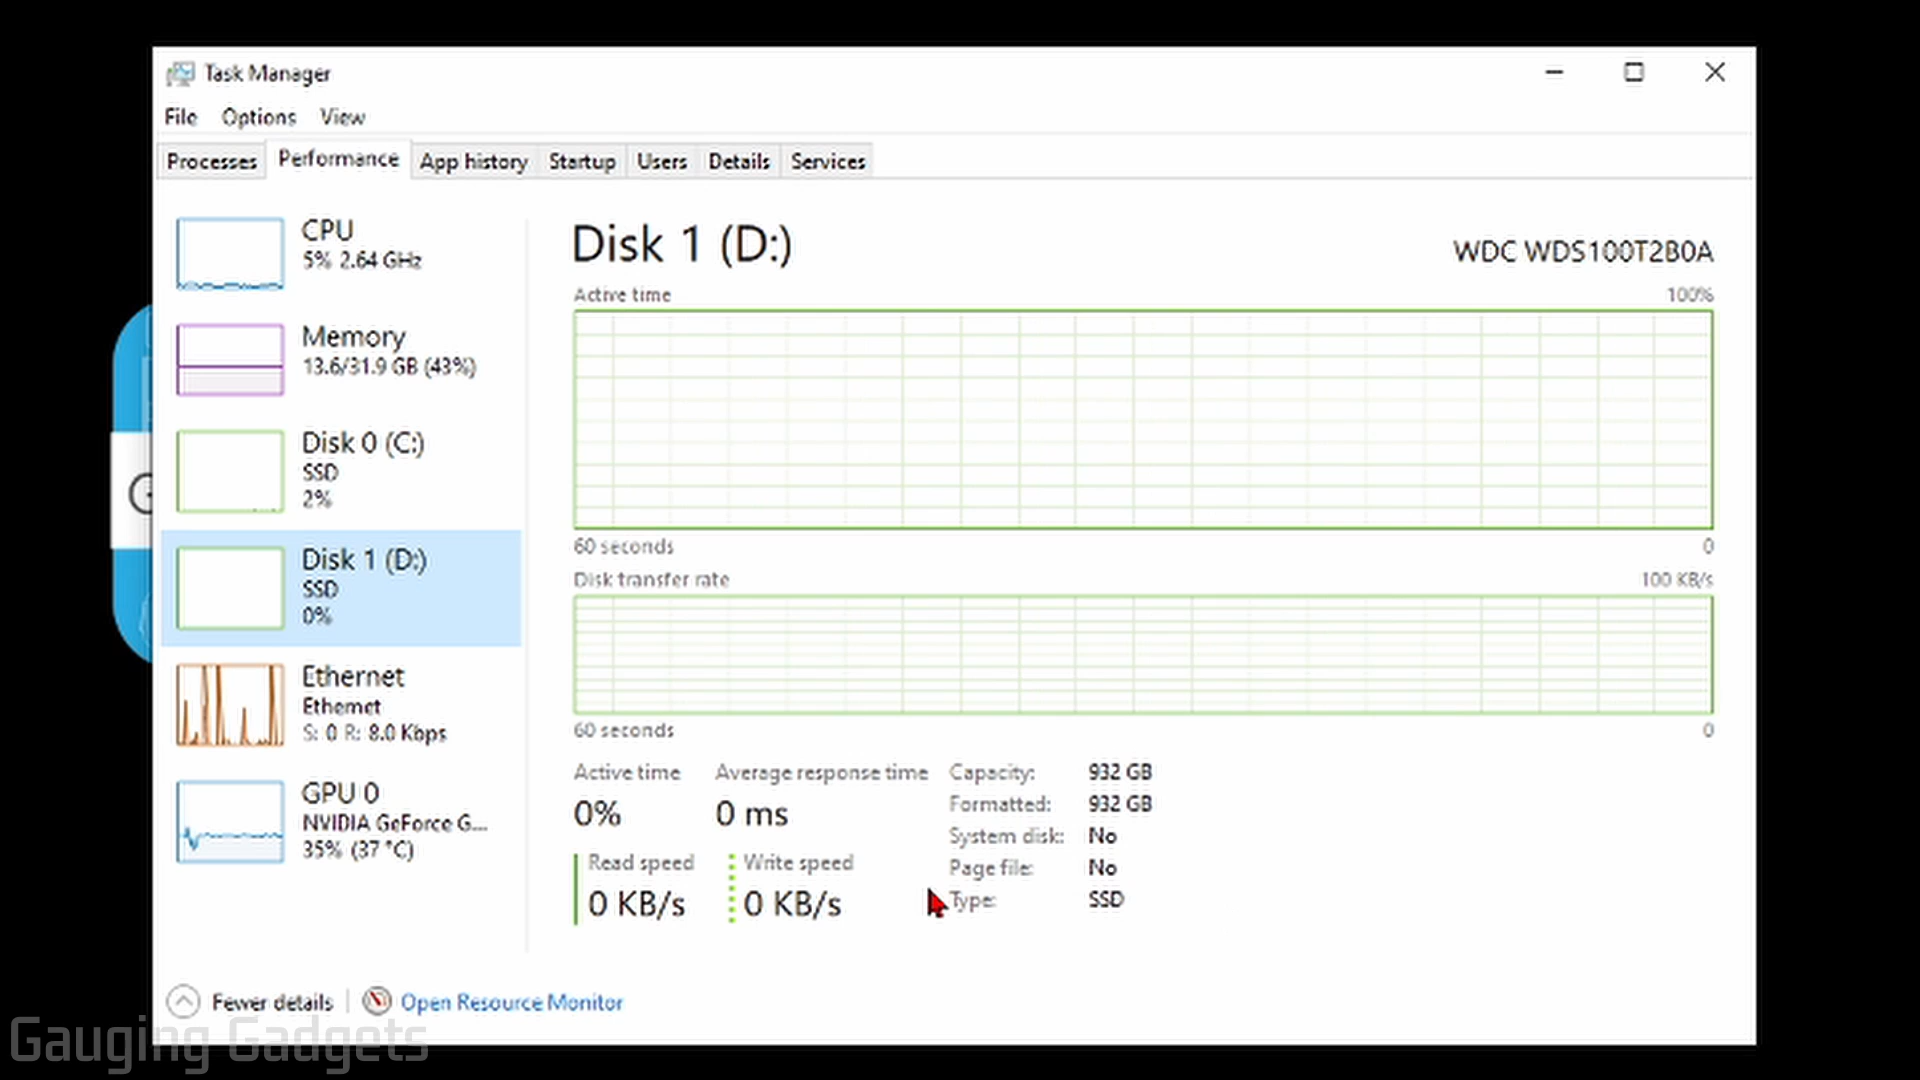 Task Manager
File Options View
Processes Performance App history Startup Users Details Services
CPU
5% 2.64 GHz
Memory
13.6/31.9 GB (43%)
Disk 0 (C:)
SSD
2%
Disk 1 (D:)
SSD
0%
Ethernet
Ethernet
S: 0 R: 8.0 Kbps
GPU 0
NVIDIA GeForce G...
35% (37 °C)
Disk 1 (D:)
WDC WDS100T2B0A
Active time 100%
60 seconds 0
Disk transfer rate 100 KB/s
60 seconds 0
Active time
0%
Average response time
0 ms
Read speed
0 KB/s
Write speed
0 KB/s
Capacity: 932 GB
Formatted: 932 GB
System disk: No
Page file: No
Type: SSD
Fewer details Open Resource Monitor
Gauging Gadgets